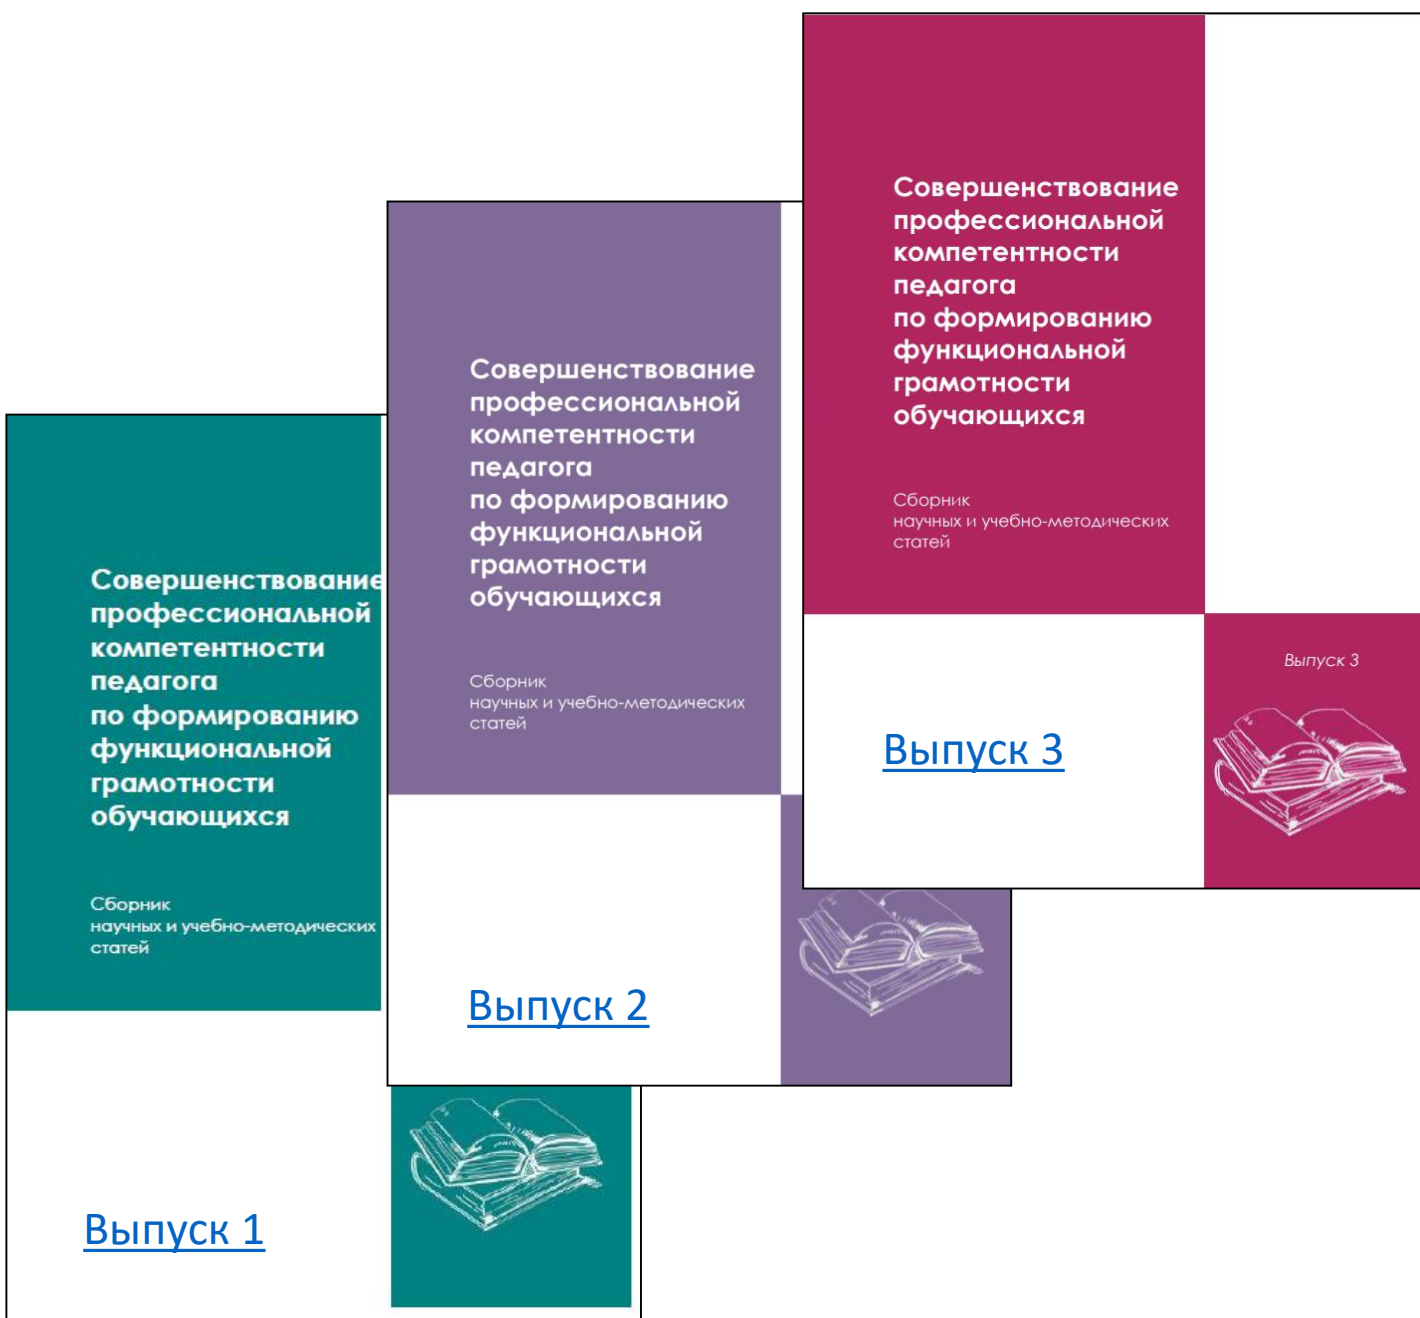 Совершенствование
профессиональной
компетентности
педагога
по формированию
функциональной
грамотности
обучающихся
Сборник
научных и учебно-методических
статей
Выпуск 1
Совершенствование
профессиональной
компетентности
педагога
по формированию
функциональной
грамотности
обучающихся
Сборник
научных и учебно-методических
статей
Выпуск 2
Совершенствование
профессиональной
компетентности
педагога
по формированию
функциональной
грамотности
обучающихся
Сборник
научных и учебно-методических
статей
Выпуск 3
Выпуск 3